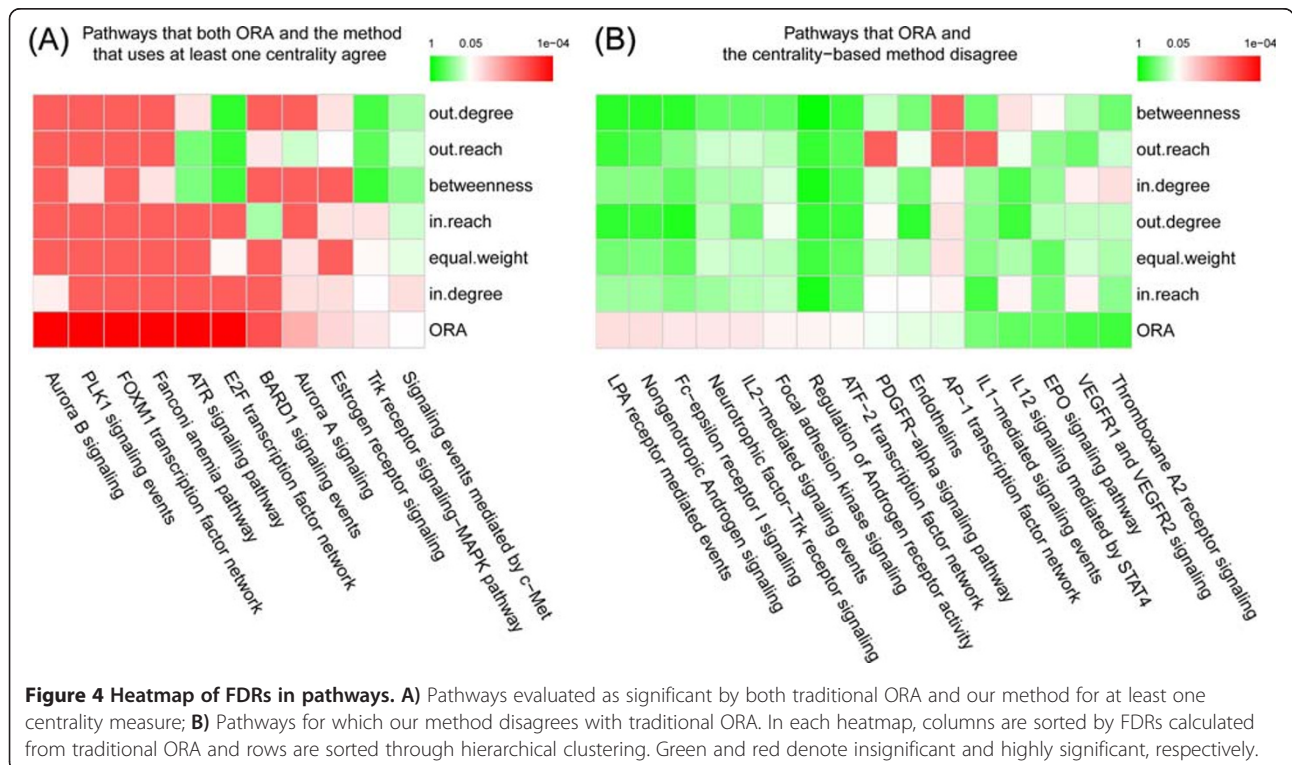 (A) Pathways that both ORA and the method
that uses at least one centrality agree
1 0.05 1e−04
out.degree
out.reach
betweenness
in.reach
equal.weight
in.degree
ORA
Aurora B signaling
PLK1 signaling events
FOXM1 transcription factor network
Fanconi anemia pathway
ATR signaling pathway
E2F transcription factor network
BARD1 signaling events
Aurora A signaling
Estrogen receptor signaling
Trk receptor signaling−MAPK pathway
Signaling events mediated by c−Met
(B) Pathways that ORA and
the centrality−based method disagree
1 0.05 1e−04
betweenness
out.reach
in.degree
out.degree
equal.weight
in.reach
ORA
LPA receptor mediated events
Nongenotropic Androgen signaling
Fc−epsilon receptor I signaling
Neurotrophic factor−Trk receptor signaling
IL2−mediated signaling events
Focal adhesion kinase signaling
Regulation of Androgen receptor activity
ATF−2 transcription factor network
PDGFR−alpha signaling pathway
Endothelins
AP−1 transcription factor network
IL1−mediated signaling events
IL12 signaling mediated by STAT4
EPO signaling pathway
VEGFR1 and VEGFR2 signaling
Thromboxane A2 receptor signaling
Figure 4 Heatmap of FDRs in pathways. A) Pathways evaluated as significant by both traditional ORA and our method for at least one
centrality measure; B) Pathways for which our method disagrees with traditional ORA. In each heatmap, columns are sorted by FDRs calculated
from traditional ORA and rows are sorted through hierarchical clustering. Green and red denote insignificant and highly significant, respectively.